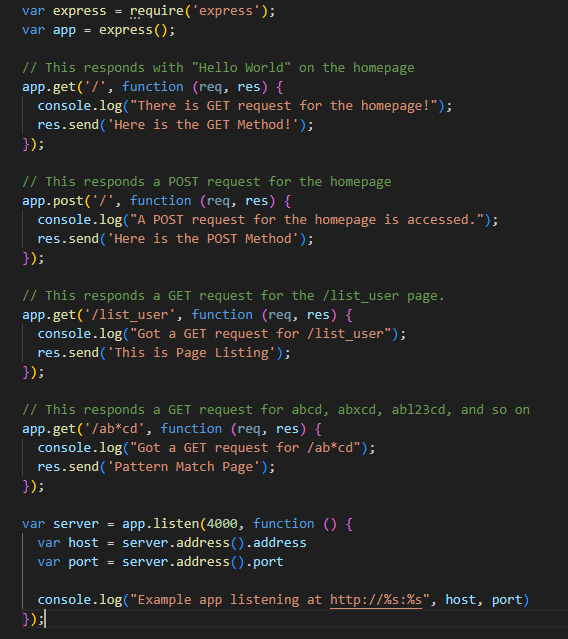 var express = require('express');
var app = express();
// This responds with "Hello World" on the homepage
app.get('/', function (req, res) {
console.log("There is GET request for the homepage!");
res.send('Here is the GET Method!');
});
// This responds a POST request for the homepage
app.post('/', function (req, res) {
console.log("A POST request for the homepage is accessed.");
res.send('Here is the POST Method');
});
// This responds a GET request for the /list_user page.
app.get('/list_user', function (req, res) {
console.log("Got a GET request for /list_user");
res.send('This is Page Listing');
});
// This responds a GET request for abcd, abxcd, abl23cd, and so on
app.get('/ab*cd', function (req, res) {
console.log("Got a GET request for /ab*cd");
res.send('Pattern Match Page');
});
var server = app.listen(4000, function () {
var host = server.address().address
var port = server.address().port
console.log("Example app listening at http://%s:%s", host, port)
});